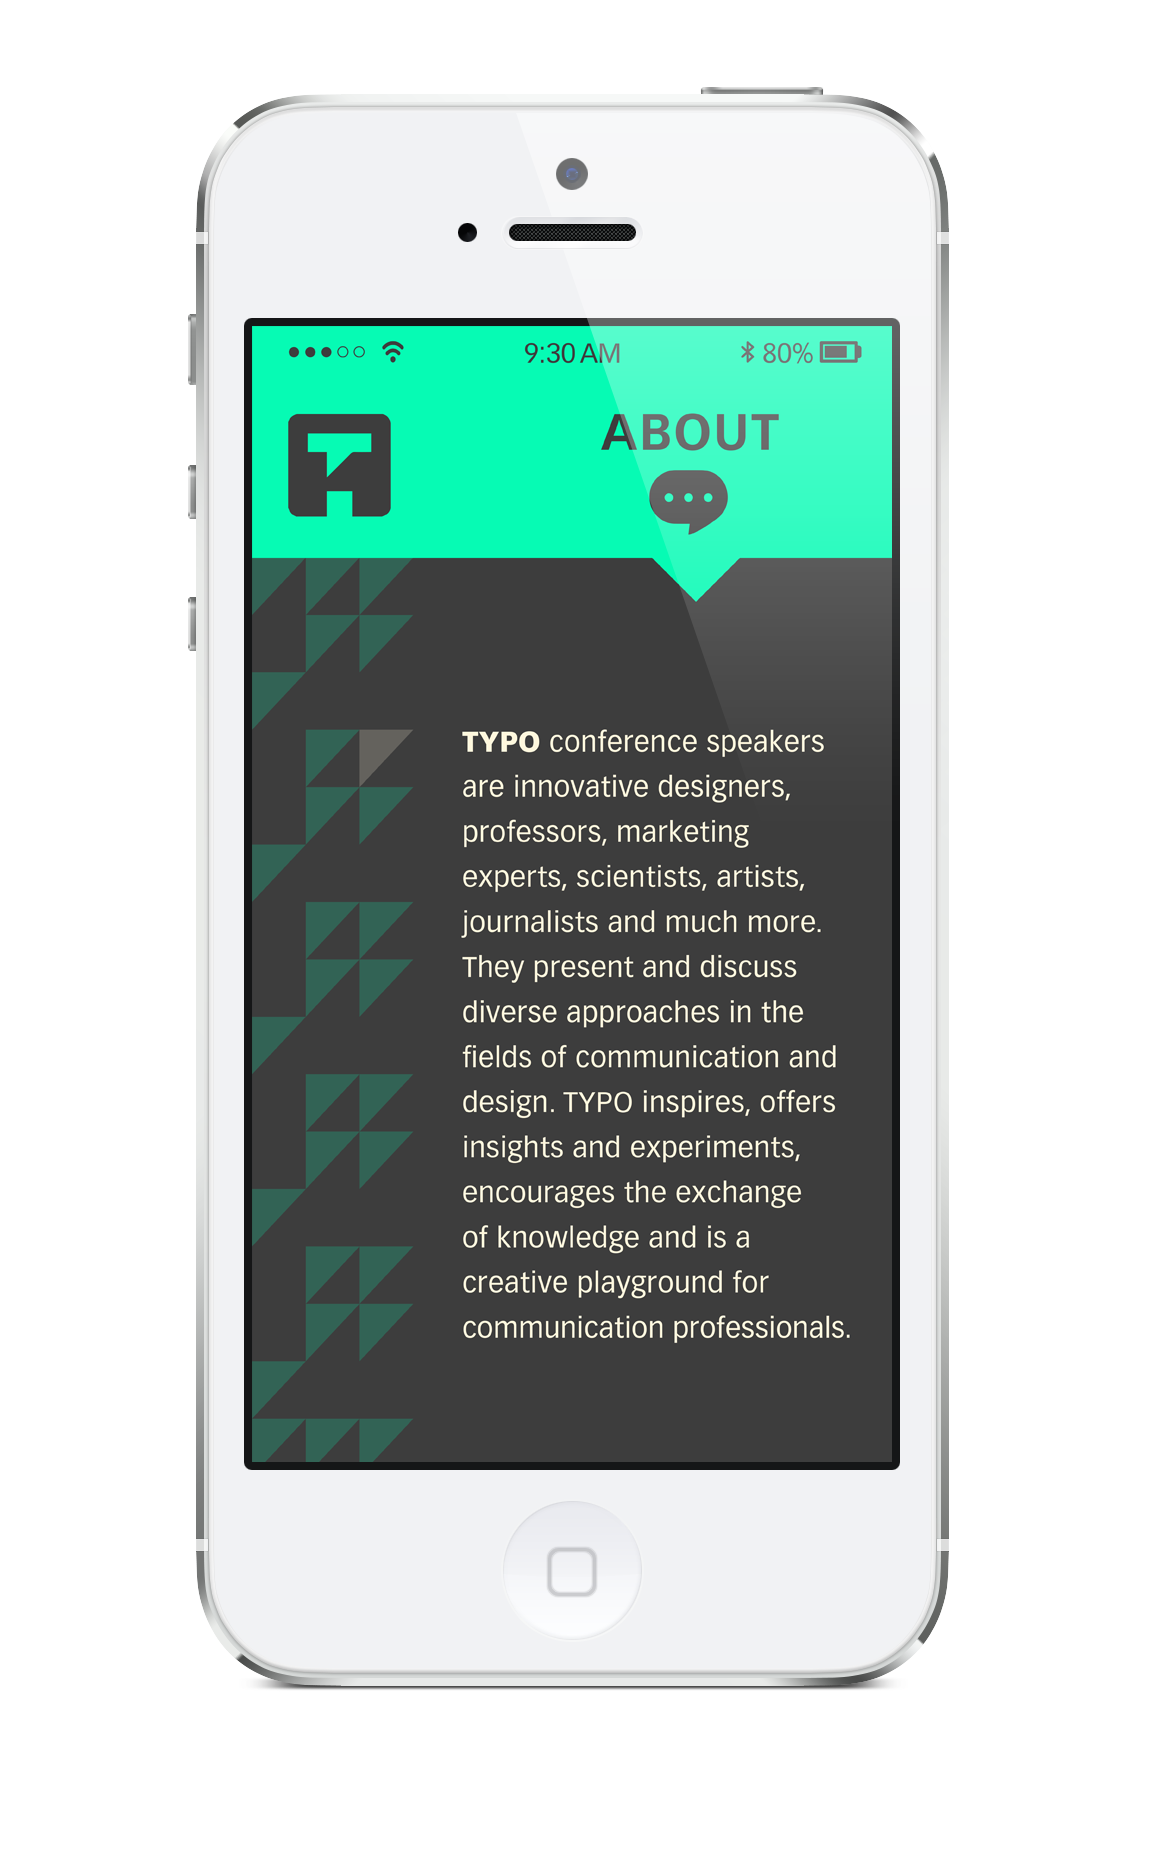 9:30 AM 80%
ABOUT
TYPO conference speakers
are innovative designers,
professors, marketing
experts, scientists, artists,
journalists and much more.
They present and discuss
diverse approaches in the
fields of communication and
design. TYPO inspires, offers
insights and experiments,
encourages the exchange
of knowledge and is a
creative playground for
communication professionals.